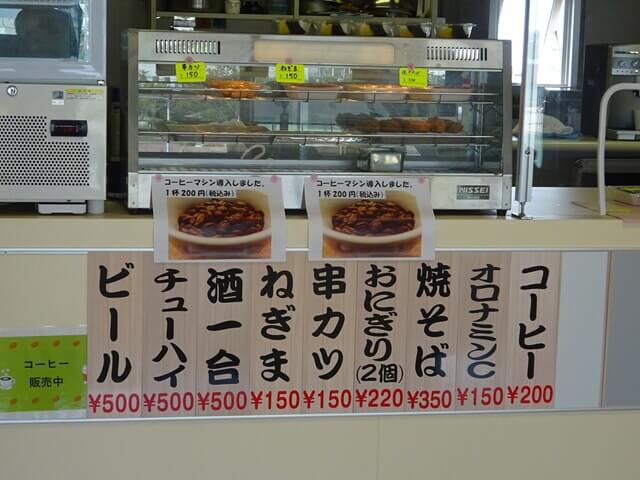 串カツ
¥150
ねぎま
¥150
コーヒーマシン導入しました。
1杯200円(税込み)
コーヒーマシン導入しました。
1杯200円(税込み)
NISSEI
ビール
¥500
チューハイ
¥500
酒一合
¥500
ねぎま
¥150
串カツ
¥150
おにぎり(2個)
¥220
焼そば
¥350
オロナミンC
¥150
コーヒー
¥200
コーヒー
販売中